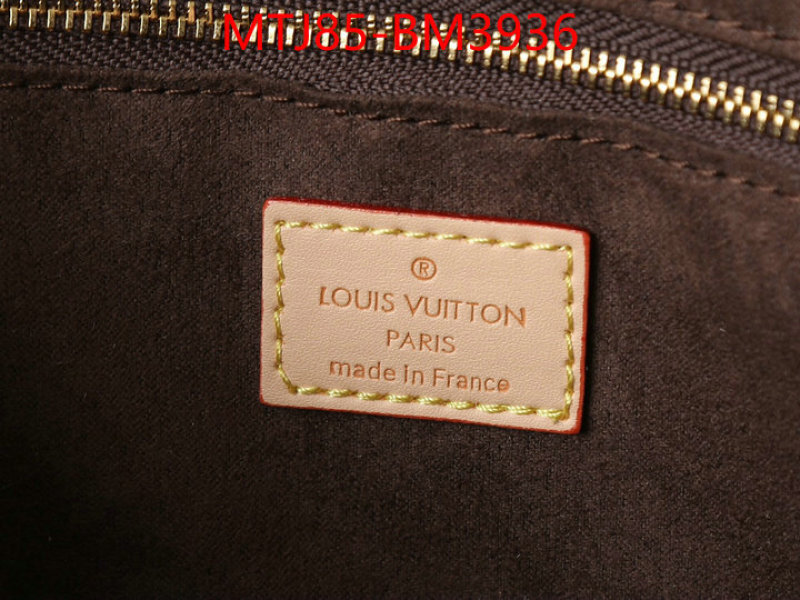 MTJ85-BM3936
®
LOUIS VUITTON
PARIS
made in France